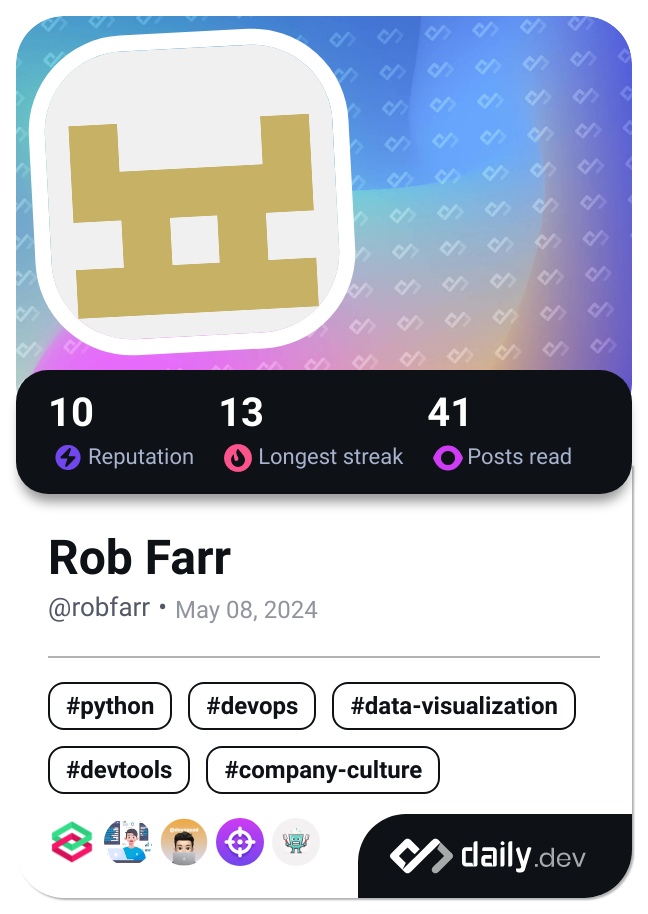 10 13 41
Reputation Longest streak Posts read
Rob Farr
@robfarr • May 08, 2024
#python #devops #data-visualization
#devtools #company-culture
daily.dev